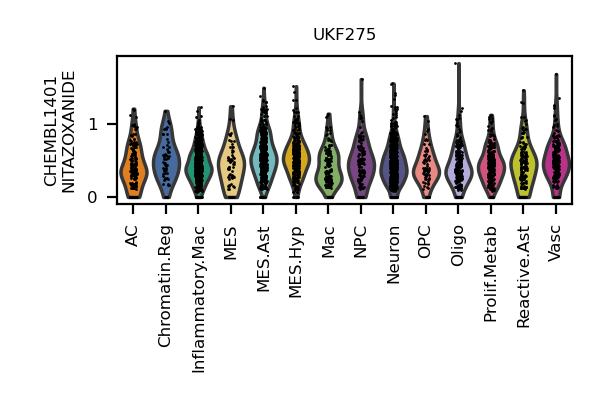 UKF275
CHEMBL1401
NITAZOXANIDE
1
0
AC
Chromatin.Reg
Inflammatory.Mac
MES
MES.Ast
MES.Hyp
Mac
NPC
Neuron
OPC
Oligo
Prolif.Metab
Reactive.Ast
Vasc